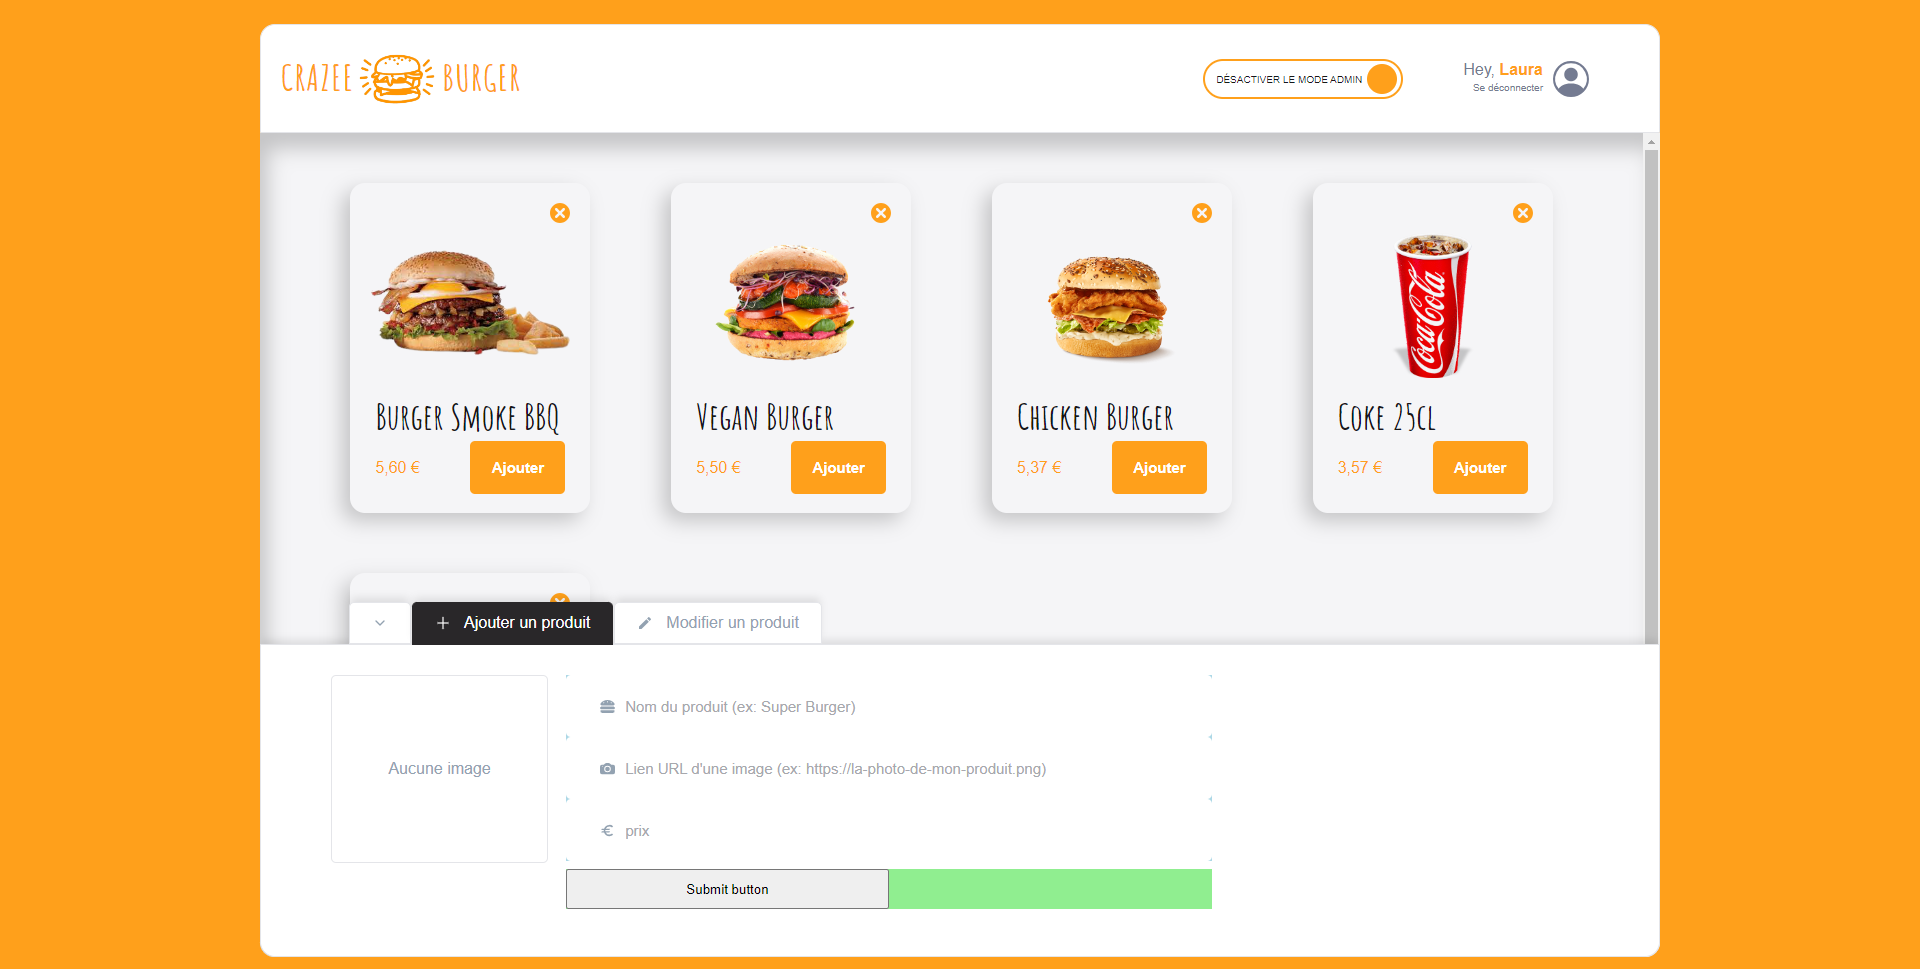 CRAZEE BURGER
DÉSACTIVER LE MODE ADMIN
Hey, Laura
Se déconnecter
Coca-Cola
Burger Smoke BBQ
5,60 €
Ajouter
Vegan Burger
5,50 €
Ajouter
Chicken Burger
5,37 €
Ajouter
Coke 25cl
3,57 €
Ajouter
Ajouter un produit
Modifier un produit
Aucune image
Nom du produit (ex: Super Burger)
Lien URL d'une image (ex: https://la-photo-de-mon-produit.png)
€ prix
Submit button